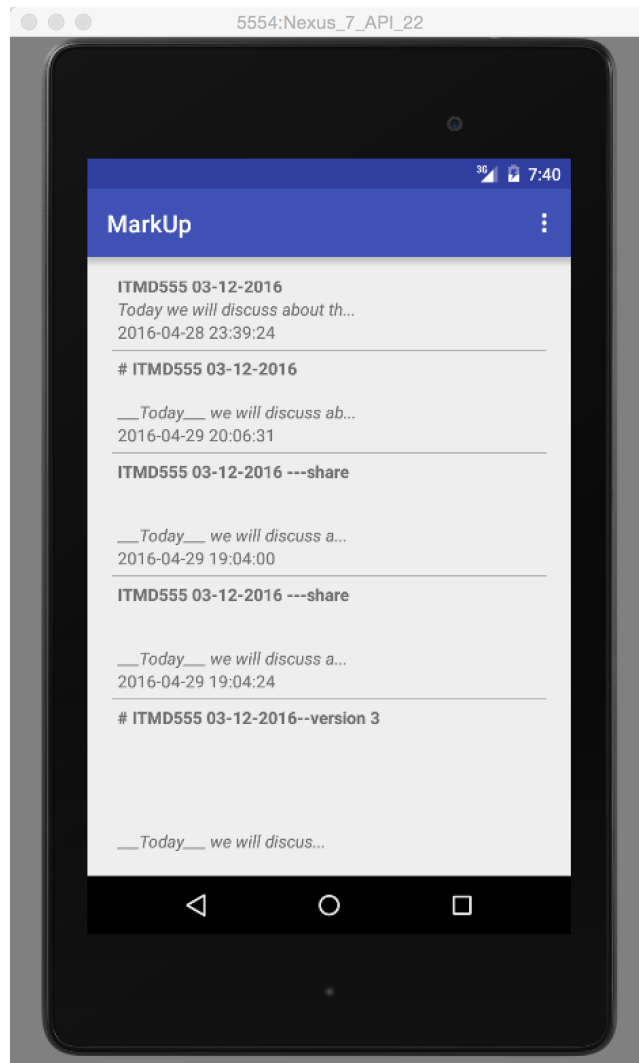 5554:Nexus_7_API_22
3G 7:40
MarkUp
ITMD555 03-12-2016
Today we will discuss about th...
2016-04-28 23:39:24
# ITMD555 03-12-2016
___Today___ we will discuss ab...
2016-04-29 20:06:31
ITMD555 03-12-2016 ---share
___Today___ we will discuss a...
2016-04-29 19:04:00
ITMD555 03-12-2016 ---share
___Today___ we will discuss a...
2016-04-29 19:04:24
# ITMD555 03-12-2016--version 3
___Today___ we will discus...